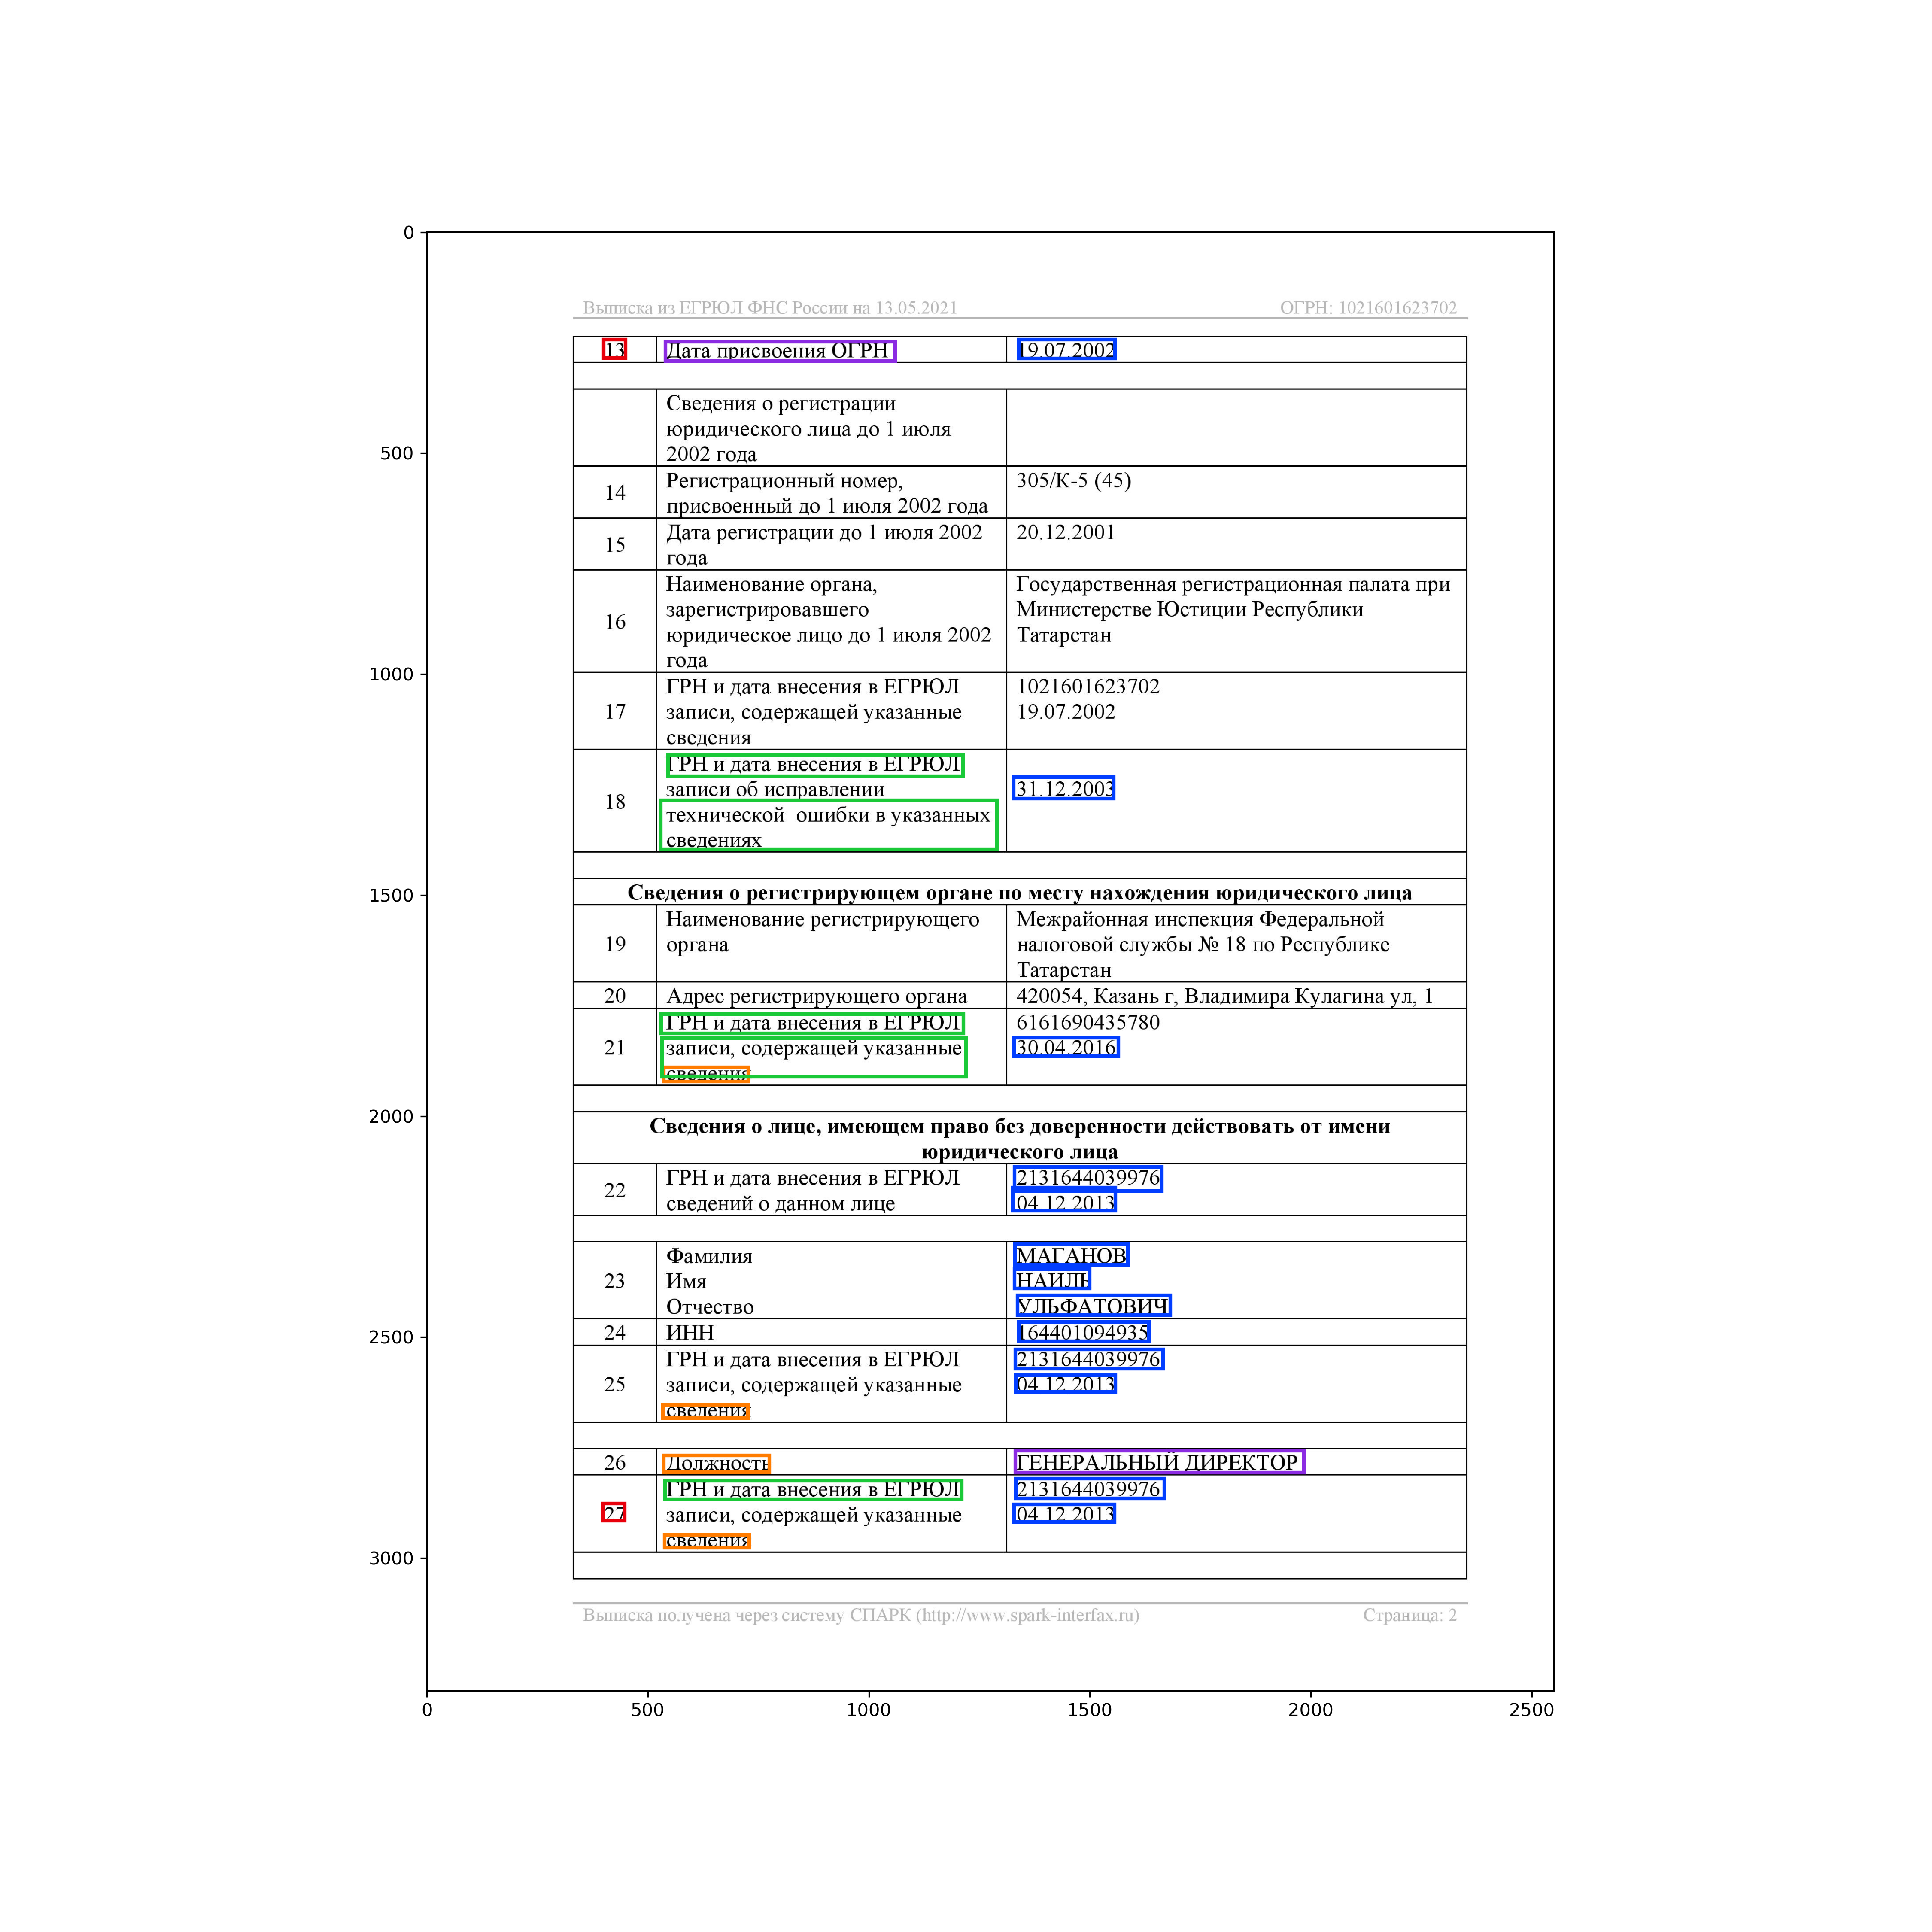 0
Выписка из ЕГРЮЛ ФНС России на 13.05.2021 ОГРН: 1021601623702
13 Дата присвоения ОГРН 19.07.2002
Сведения о регистрации
юридического лица до 1 июля
500
2002 года
14 Регистрационный номер, 305/К-5 (45)
присвоенный до 1 июля 2002 года
15 Дата регистрации до 1 июля 2002 20.12.2001
года
16 Наименование органа, Государственная регистрационная палата при
зарегистрировавшего Министерстве Юстиции Республики
юридическое лицо до 1 июля 2002 Татарстан
года
1000
17 ГРН и дата внесения в ЕГРЮЛ 1021601623702
записи, содержащей указанные 19.07.2002
сведения
18 ГРН и дата внесения в ЕГРЮЛ
записи об исправлении 31.12.2003
технической ошибки в указанных
сведениях
1500
Сведения о регистрирующем органе по месту нахождения юридического лица
19 Наименование регистрирующего Межрайонная инспекция Федеральной
органа налоговой службы № 18 по Республике
Татарстан
20 Адрес регистрирующего органа 420054, Казань г, Владимира Кулагина ул, 1
21 ГРН и дата внесения в ЕГРЮЛ 6161690435780
записи, содержащей указанные 30.04.2016
сведения
2000
Сведения о лице, имеющем право без доверенности действовать от имени
юридического лица
22 ГРН и дата внесения в ЕГРЮЛ 2131644039976
сведений о данном лице 04.12.2013
23 Фамилия МАГАНОВ
Имя НАИЛЬ
Отчество УЛЬФАТОВИЧ
2500
24 ИНН 164401094935
25 ГРН и дата внесения в ЕГРЮЛ 2131644039976
записи, содержащей указанные 04.12.2013
сведения
26 Должность ГЕНЕРАЛЬНЫЙ ДИРЕКТОР
27 ГРН и дата внесения в ЕГРЮЛ 2131644039976
записи, содержащей указанные 04.12.2013
сведения
3000
Выписка получена через систему СПАРК (http://www.spark-interfax.ru) Страница: 2
0 500 1000 1500 2000 2500